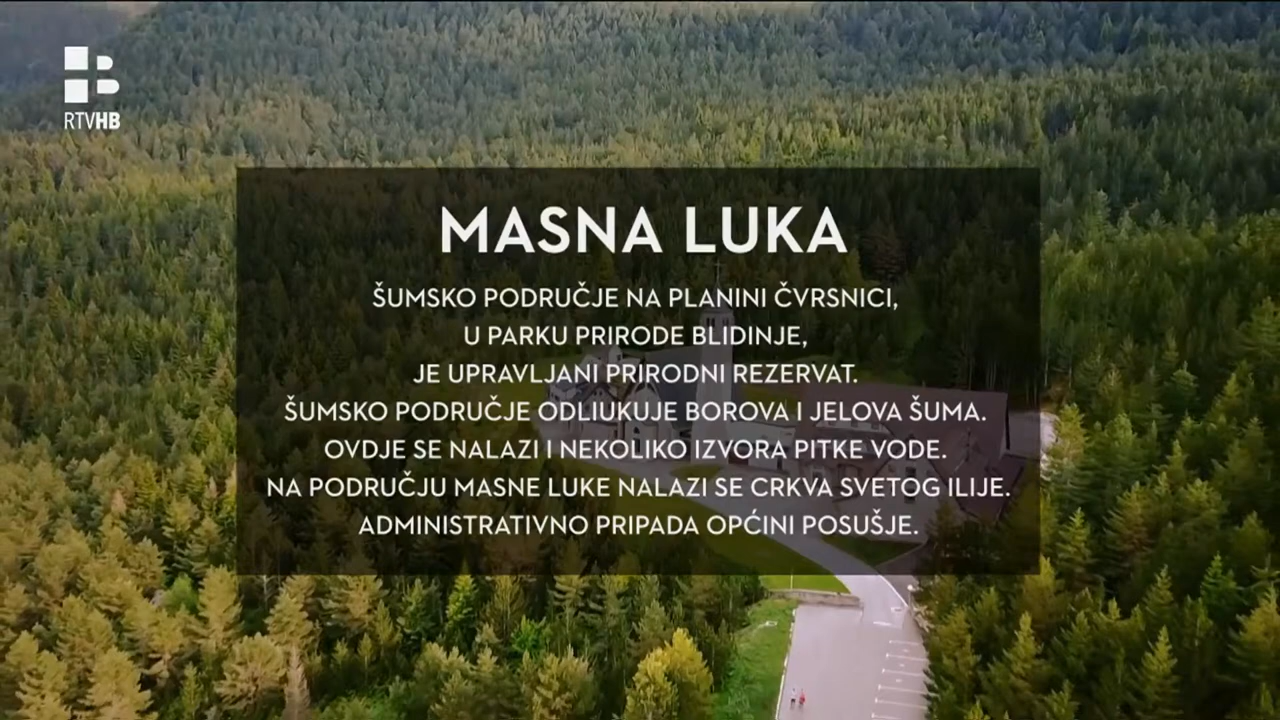 RTVHB
MASNA LUKA
ŠUMSKO PODRUČJE NA PLANINI ČVRSNICI,
U PARKU PRIRODE BLIDINJE,
JE UPRAVLJANI PRIRODNI REZERVAT.
ŠUMSKO PODRUČJE ODLIUKUJE BOROVA I JELOVA ŠUMA.
OVDJE SE NALAZI I NEKOLIKO IZVORA PITKE VODE.
NA PODRUČJU MASNE LUKE NALAZI SE CRKVA SVETOG ILIJE.
ADMINISTRATIVNO PRIPADA OPĆINI POSUŠJE.